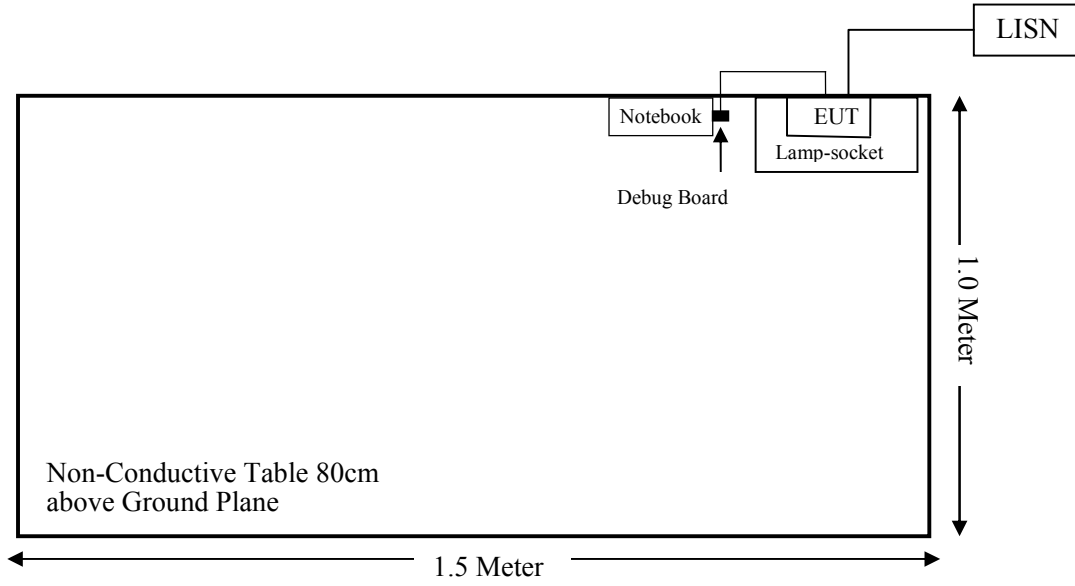 LISN
Notebook
EUT
Lamp-socket
Debug Board
1.0 Meter
Non-Conductive Table 80cm
above Ground Plane
1.5 Meter